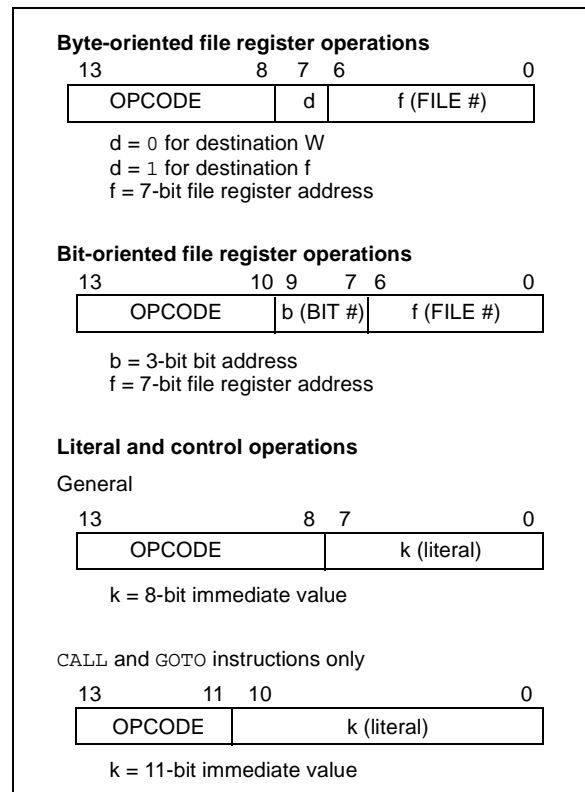 Byte-oriented file register operations
13 8 7 6 0
OPCODE d f (FILE #)
d = 0 for destination W
d = 1 for destination f
f = 7-bit file register address
Bit-oriented file register operations
13 10 9 7 6 0
OPCODE b (BIT #) f (FILE #)
b = 3-bit bit address
f = 7-bit file register address
Literal and control operations
General
13 8 7 0
OPCODE k (literal)
k = 8-bit immediate value
CALL and GOTO instructions only
13 11 10 0
OPCODE k (literal)
k = 11-bit immediate value